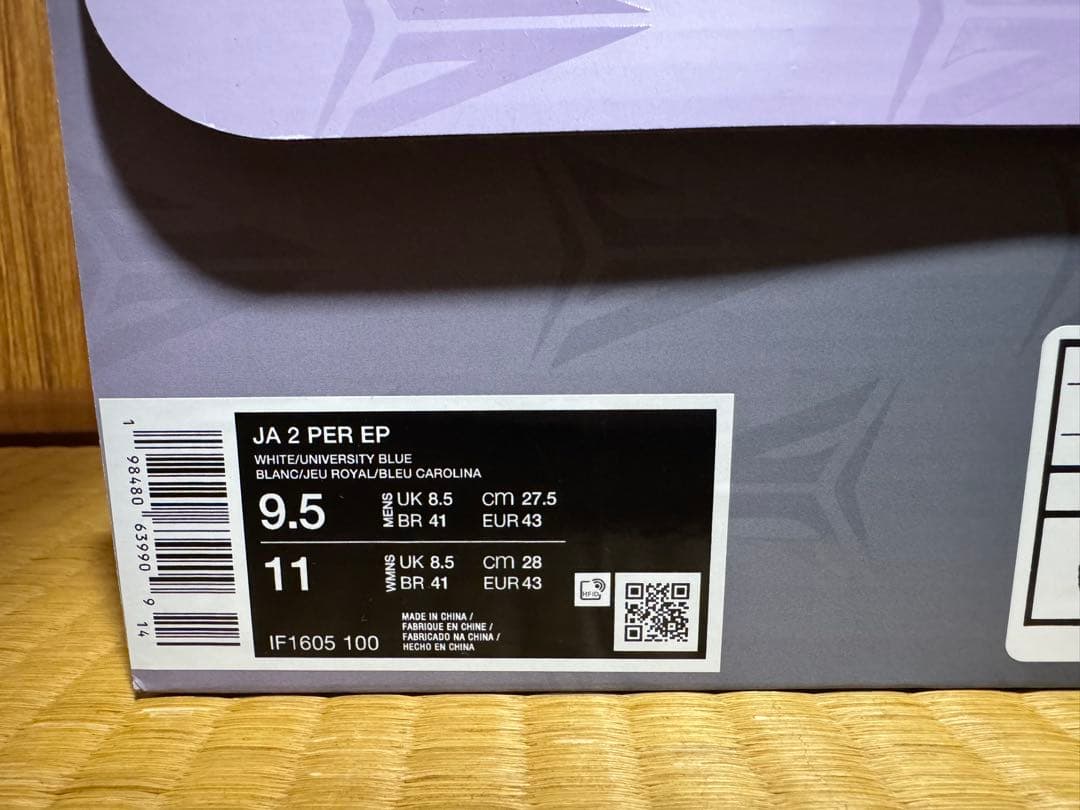 JA 2 PER EP
WHITE/UNIVERSITY BLUE
BLANC/JEU ROYAL/BLEU CAROLINA
9.5 MENS UK 8.5 cm 27.5
BR 41 EUR 43
11 WMNS UK 8.5 cm 28
BR 41 EUR 43
MADE IN CHINA /
FABRIQUE EN CHINE /
FABRICADO NA CHINA /
HECHO EN CHINA
IF1605 100
RFID
1 98480 63990 9 14